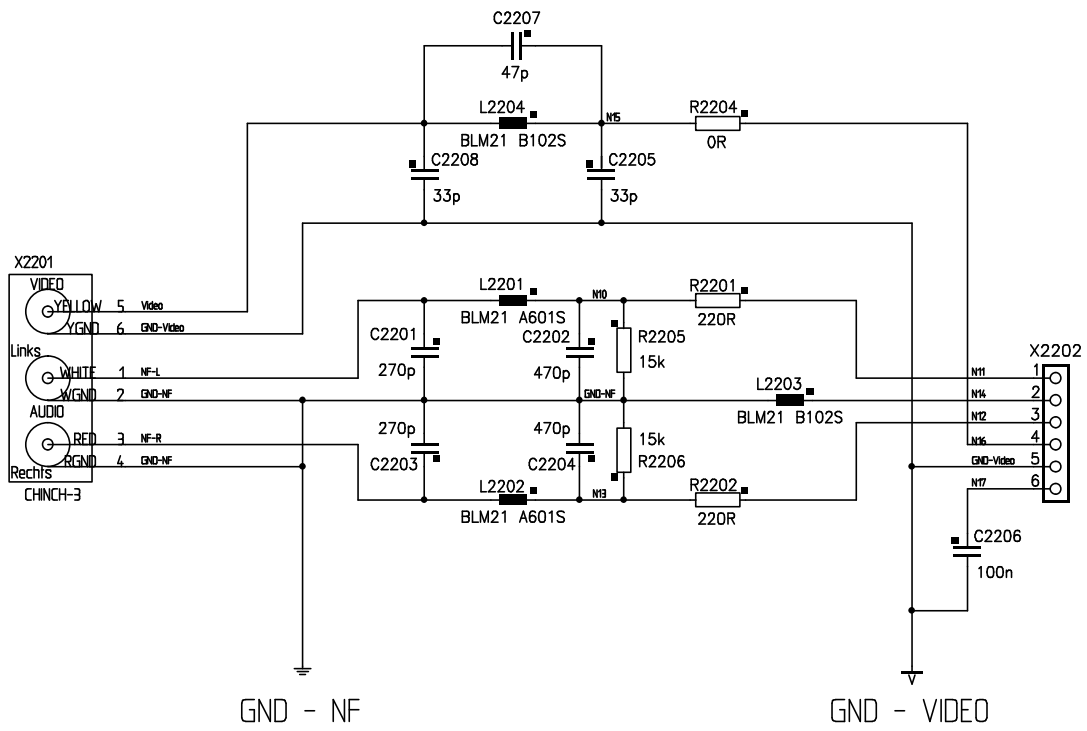 C2207
47p
L2204
BLM21 B102S
N15
R2204
0R
C2208
33p
C2205
33p
X2201
VIDEO
YELLOW 5 Video
YGND 6 GND-Video
Links
WHITE 1 NF-L
WGND 2 GND-NF
AUDIO
RED 3 NF-R
RGND 4 GND-NF
Rechts
CHINCH-3
L2201
BLM21 A601S
N10
R2201
220R
C2201
270p
C2202
470p
R2205
15k
GND-NF
L2203
BLM21 B102S
270p
C2203
470p
C2204
15k
R2206
L2202
BLM21 A601S
N13
R2202
220R
X2202
N11 1
N14 2
N12 3
N16 4
GND-Video 5
N17 6
C2206
100n
GND - NF
GND - VIDEO
V